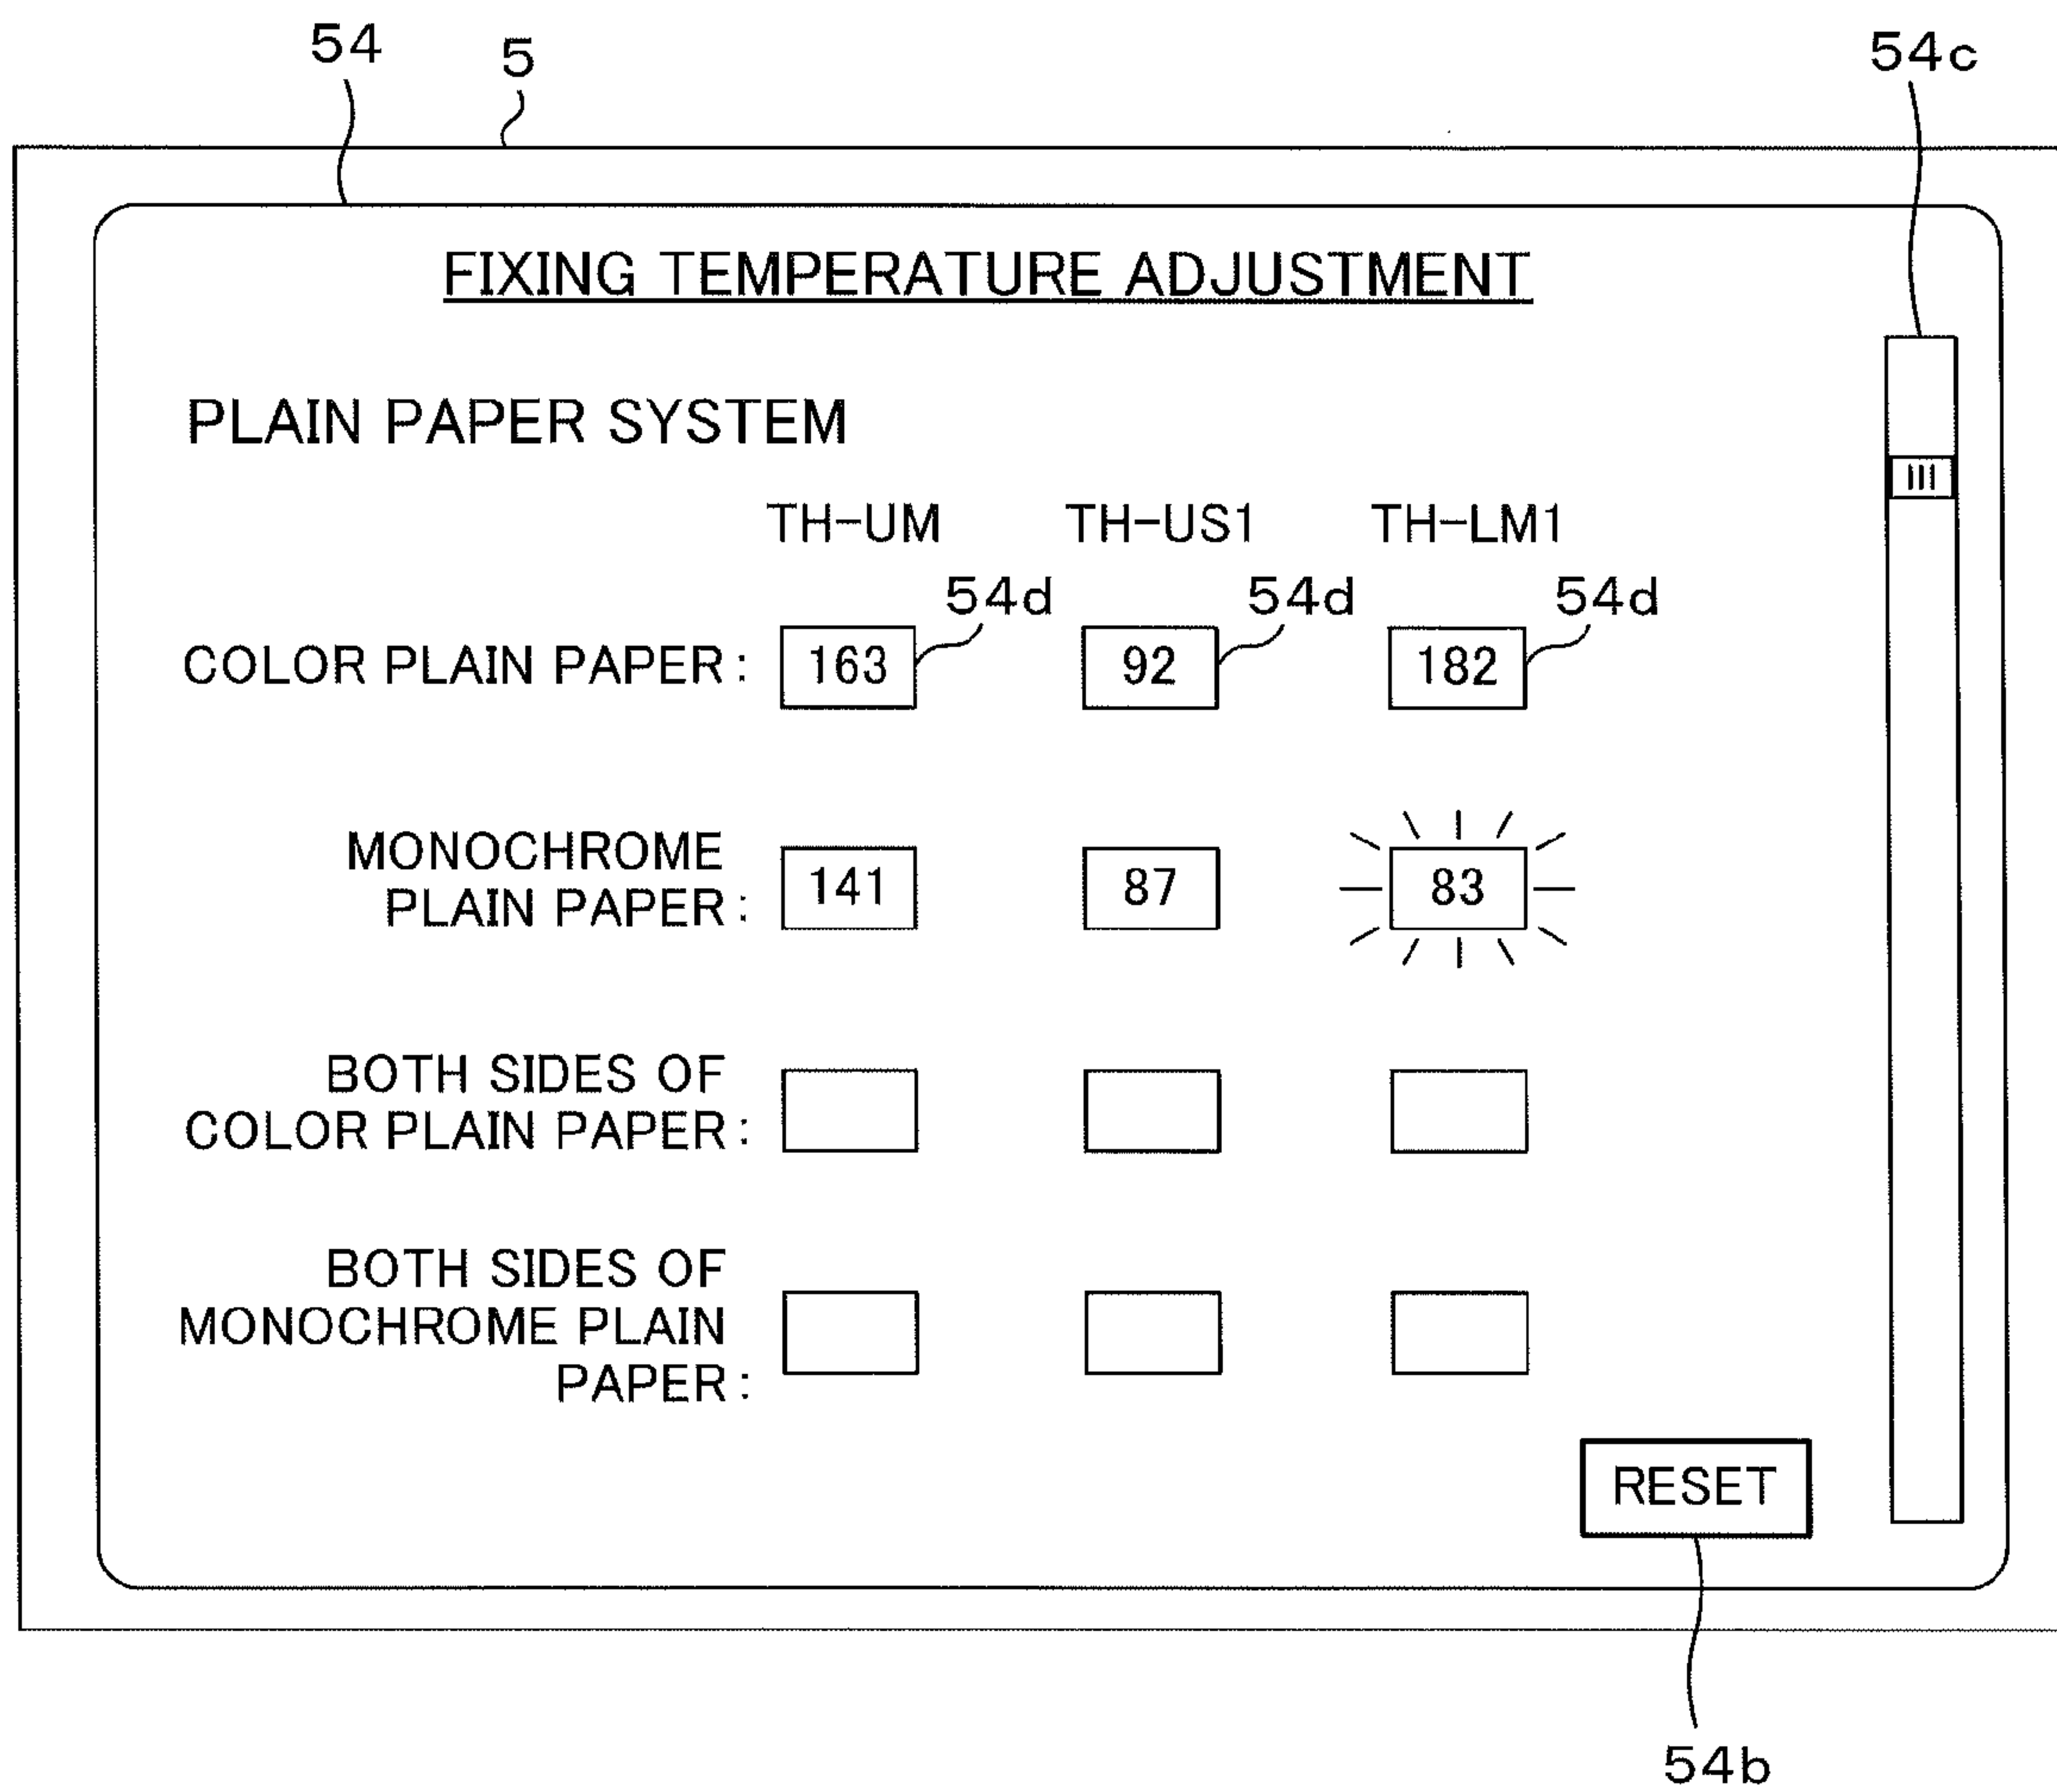 54
5
54c
FIXING TEMPERATURE ADJUSTMENT
PLAIN PAPER SYSTEM
TH-UM TH-US1 TH-LM1
54d 54d 54d
COLOR PLAIN PAPER: 163 92 182
MONOCHROME
PLAIN PAPER: 141 87 83
BOTH SIDES OF
COLOR PLAIN PAPER:
BOTH SIDES OF
MONOCHROME PLAIN
PAPER:
RESET
54b